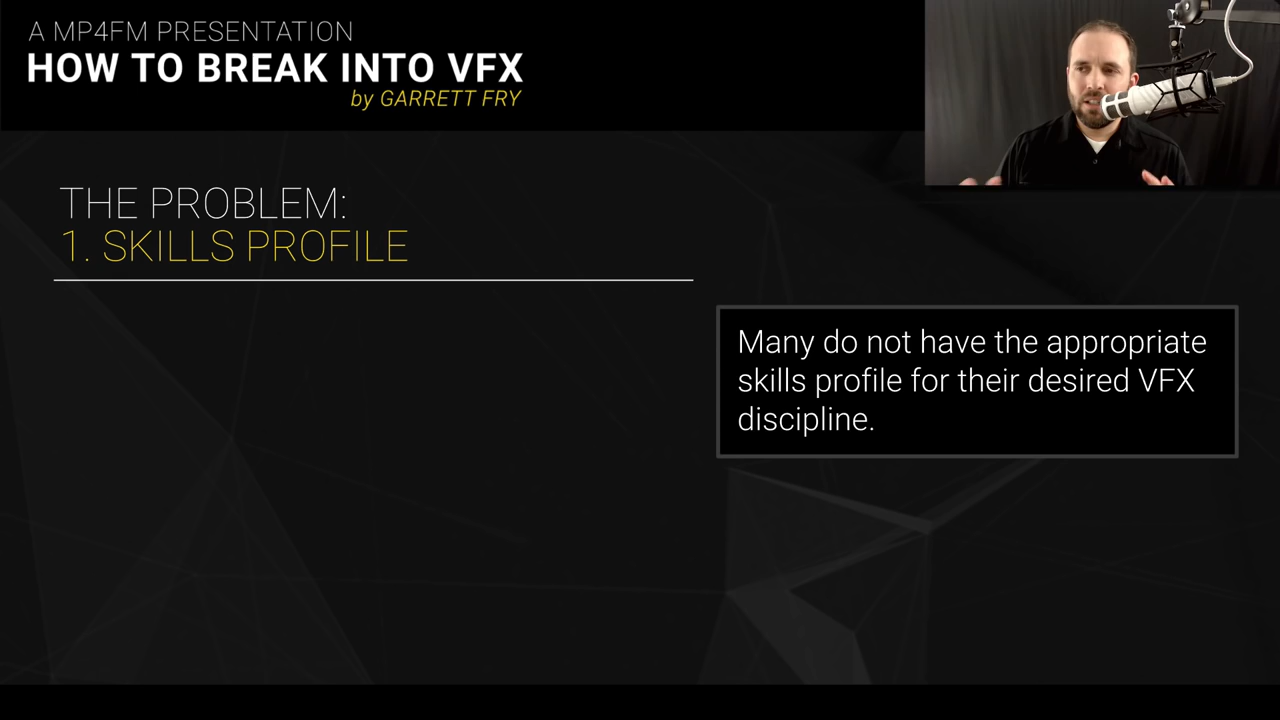 A MP4FM PRESENTATION
HOW TO BREAK INTO VFX
by GARRETT FRY
THE PROBLEM:
1. SKILLS PROFILE
Many do not have the appropriate
skills profile for their desired VFX
discipline.